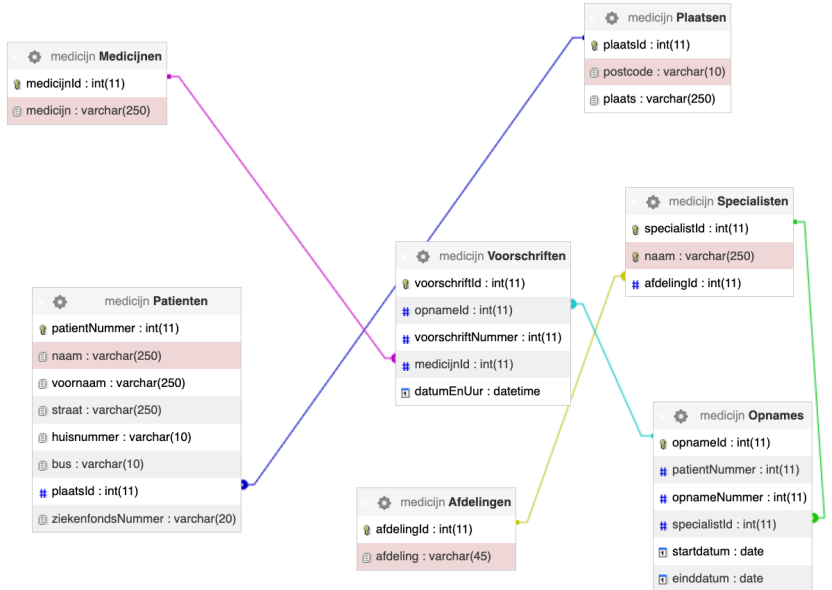 medicijn Medicijnen
medicijnId : int(11)
medicijn : varchar(250)
medicijn Plaatsen
plaatsId : int(11)
postcode : varchar(10)
plaats : varchar(250)
medicijn Specialisten
specialistId : int(11)
naam : varchar(250)
afdelingId : int(11)
medicijn Voorschriften
voorschriftId : int(11)
opnameId : int(11)
voorschriftNummer : int(11)
medicijnId : int(11)
datumEnUur : datetime
medicijn Patienten
patientNummer : int(11)
naam : varchar(250)
voornaam : varchar(250)
straat : varchar(250)
huisnummer : varchar(10)
bus : varchar(10)
plaatsId : int(11)
ziekenfondsNummer : varchar(20)
medicijn Afdelingen
afdelingId : int(11)
afdeling : varchar(45)
medicijn Opnames
opnameId : int(11)
patientNummer : int(11)
opnameNummer : int(11)
specialistId : int(11)
startdatum : date
einddatum : date